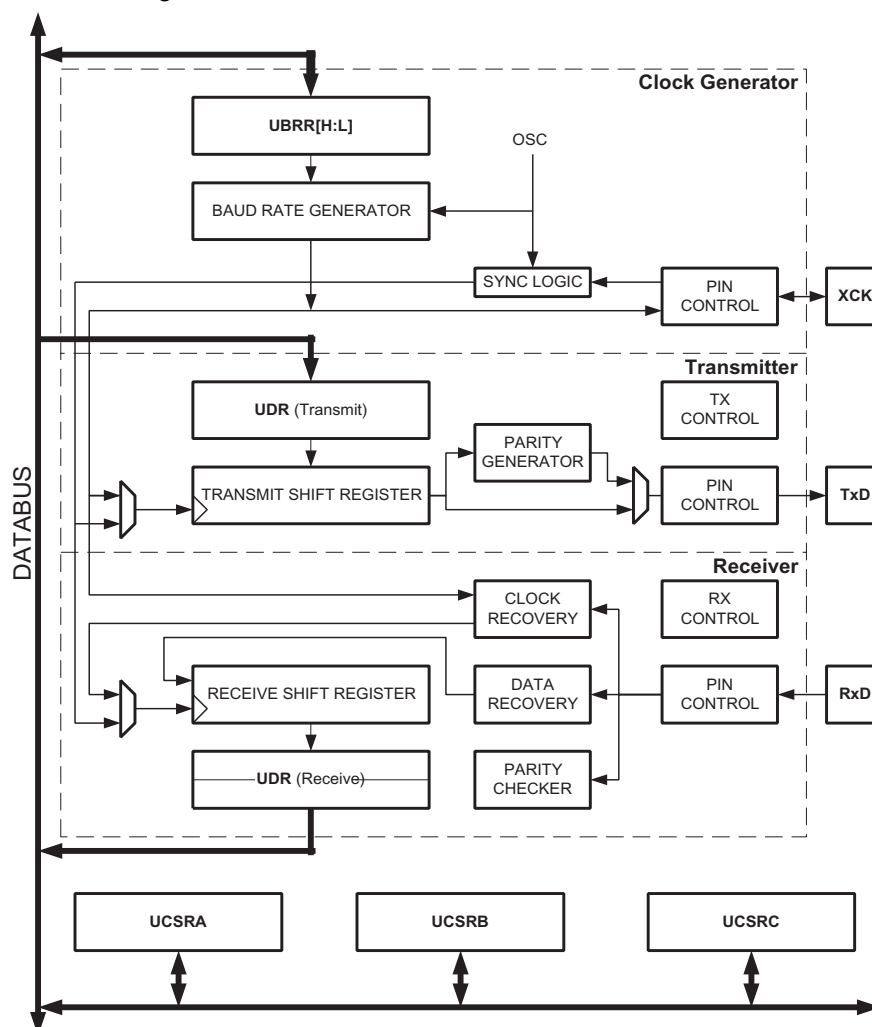 Clock Generator
UBRR[H:L]
OSC
BAUD RATE GENERATOR
SYNC LOGIC
PIN
CONTROL
XCK
Transmitter
TX
CONTROL
UDR (Transmit)
PARITY
GENERATOR
TRANSMIT SHIFT REGISTER
PIN
CONTROL
TxD
DATABUS
Receiver
CLOCK
RECOVERY
RX
CONTROL
RECEIVE SHIFT REGISTER
DATA
RECOVERY
PIN
CONTROL
RxD
UDR (Receive)
PARITY
CHECKER
UCSRA
UCSRB
UCSRC